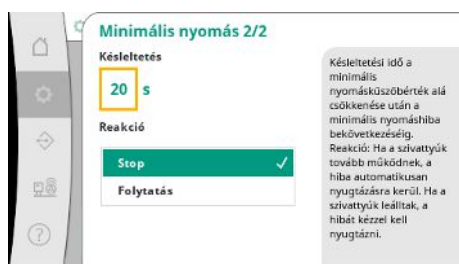 Minimális nyomás 2/2
Késleltetés
20 s
Reakció
Stop
Folytatás
Késleltetési idő a
minimális
nyomásküszöbérték alá
csökkenése után a
minimális nyomáshiba
bekövetkezéséig.
Reakció: Ha a szivattyúk
tovább működnek, a
hiba automatikusan
nyugtázásra kerül. Ha a
szivattyúk leálltak, a
hibát kézzel kell
nyugtázni.